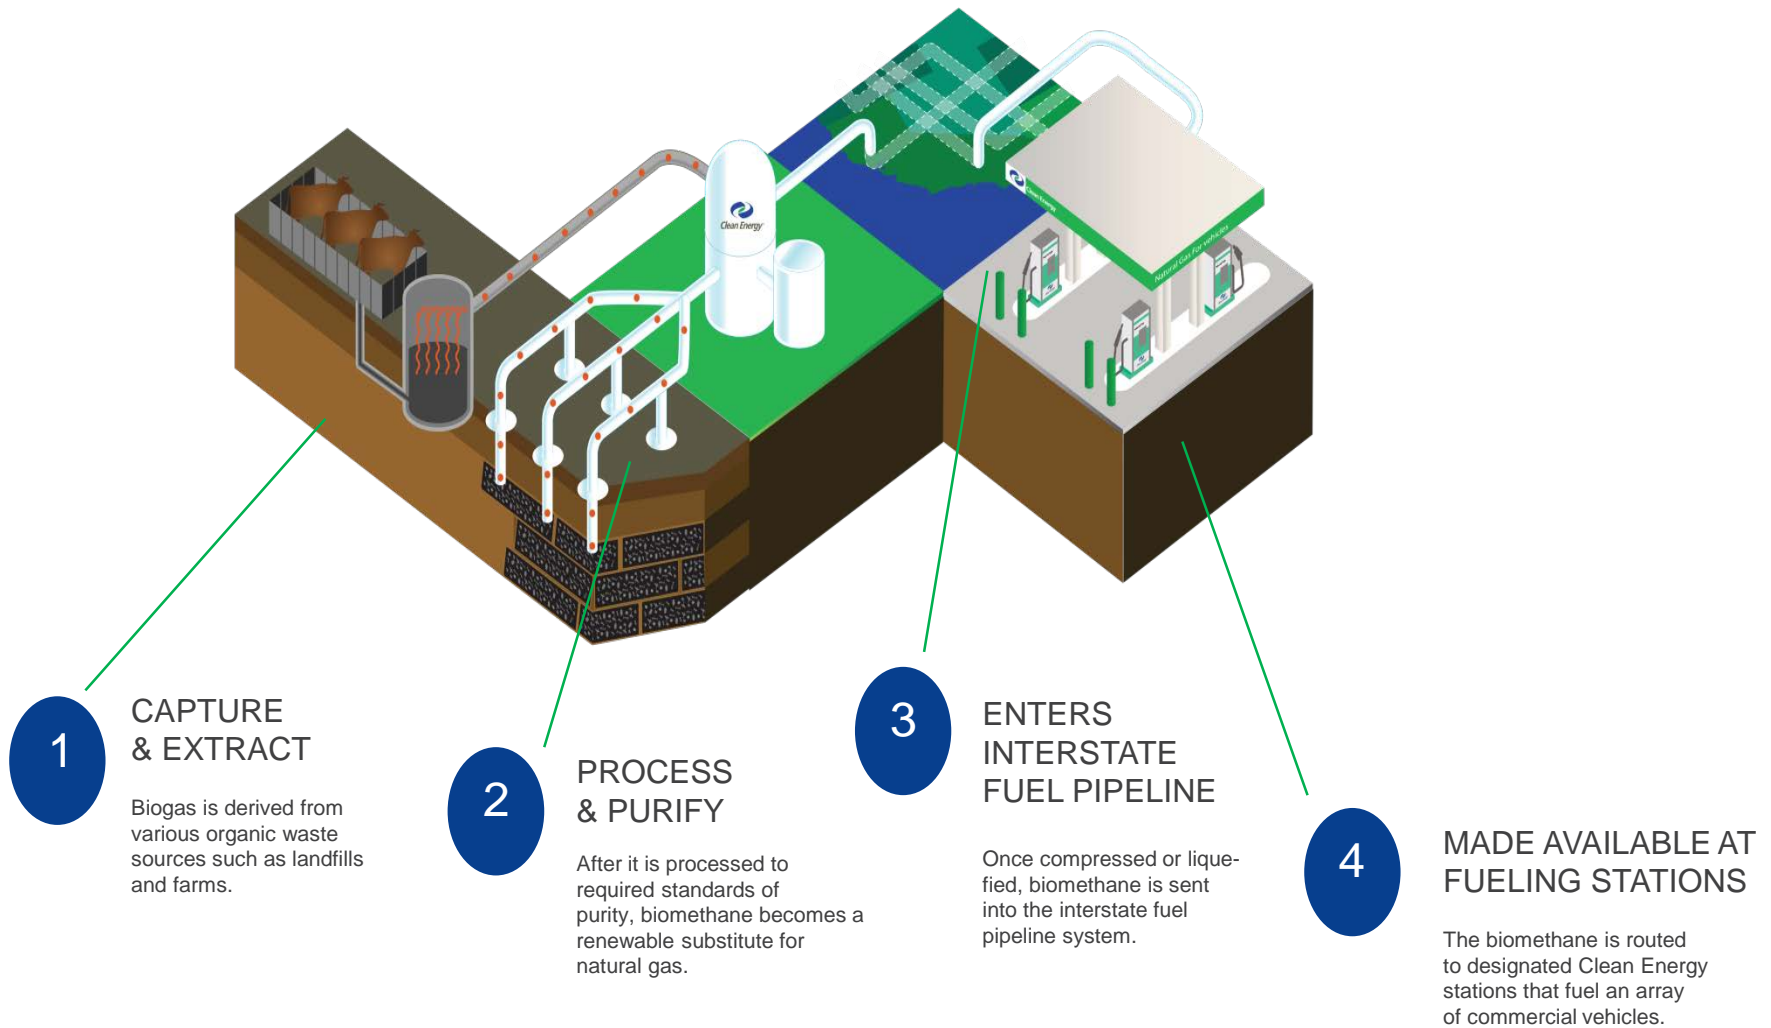 Clean Energy
Clean Energy
Natural Gas For vehicles
1
CAPTURE
& EXTRACT
Biogas is derived from
various organic waste
sources such as landfills
and farms.
2
PROCESS
& PURIFY
After it is processed to
required standards of
purity, biomethane becomes a
renewable substitute for
natural gas.
3
ENTERS
INTERSTATE
FUEL PIPELINE
Once compressed or lique-
fied, biomethane is sent
into the interstate fuel
pipeline system.
4
MADE AVAILABLE AT
FUELING STATIONS
The biomethane is routed
to designated Clean Energy
stations that fuel an array
of commercial vehicles.